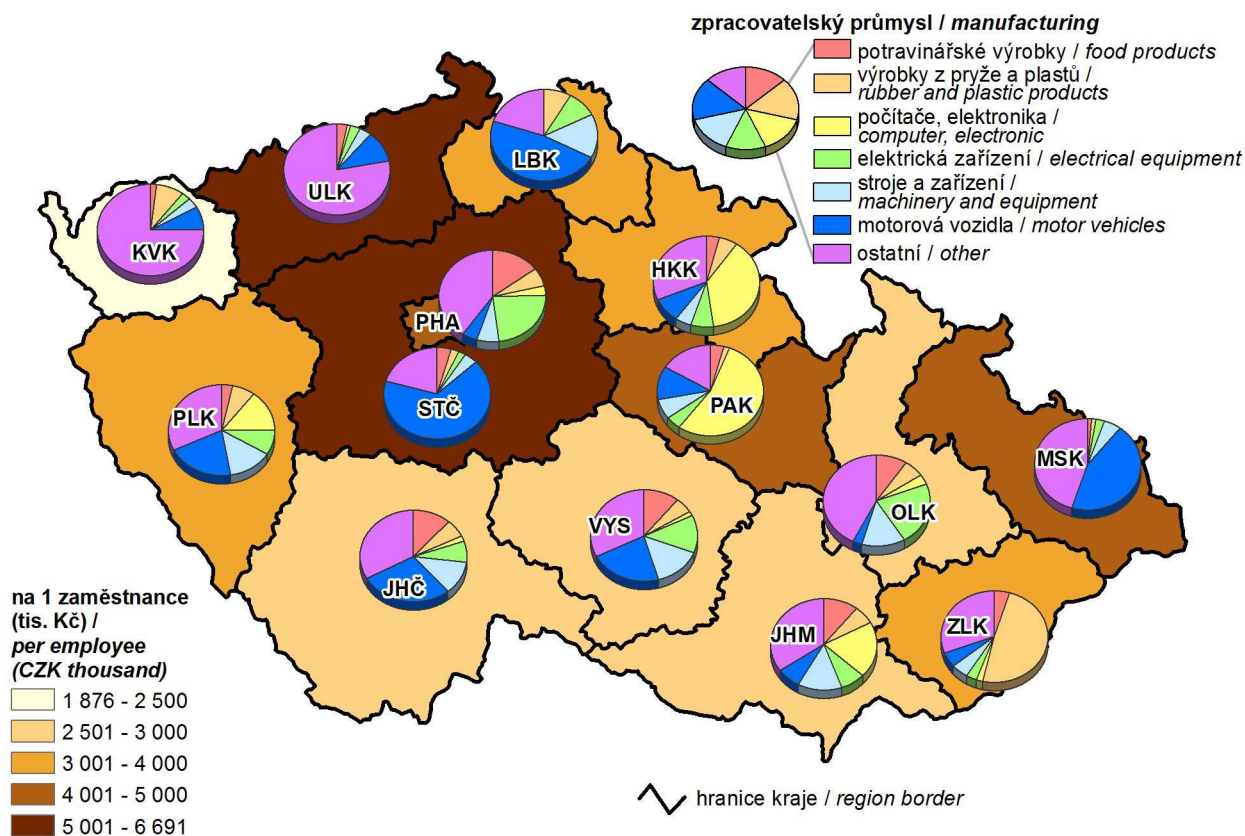 zpracovatelský průmysl / manufacturing
potravinářské výrobky / food products
výrobky z pryže a plastů /
rubber and plastic products
počítače, elektronika /
computer, electronic
elektrická zařízení / electrical equipment
stroje a zařízení /
machinery and equipment
motorová vozidla / motor vehicles
ostatní / other
LBK
ULK
KVK
HKK
PHA
STČ
PAK
PLK
MSK
OLK
VYS
JHČ
JHM
ZLK
na 1 zaměstnance
(tis. Kč) /
per employee
(CZK thousand)
1 876 - 2 500
2 501 - 3 000
3 001 - 4 000
4 001 - 5 000
5 001 - 6 691
hranice kraje / region border